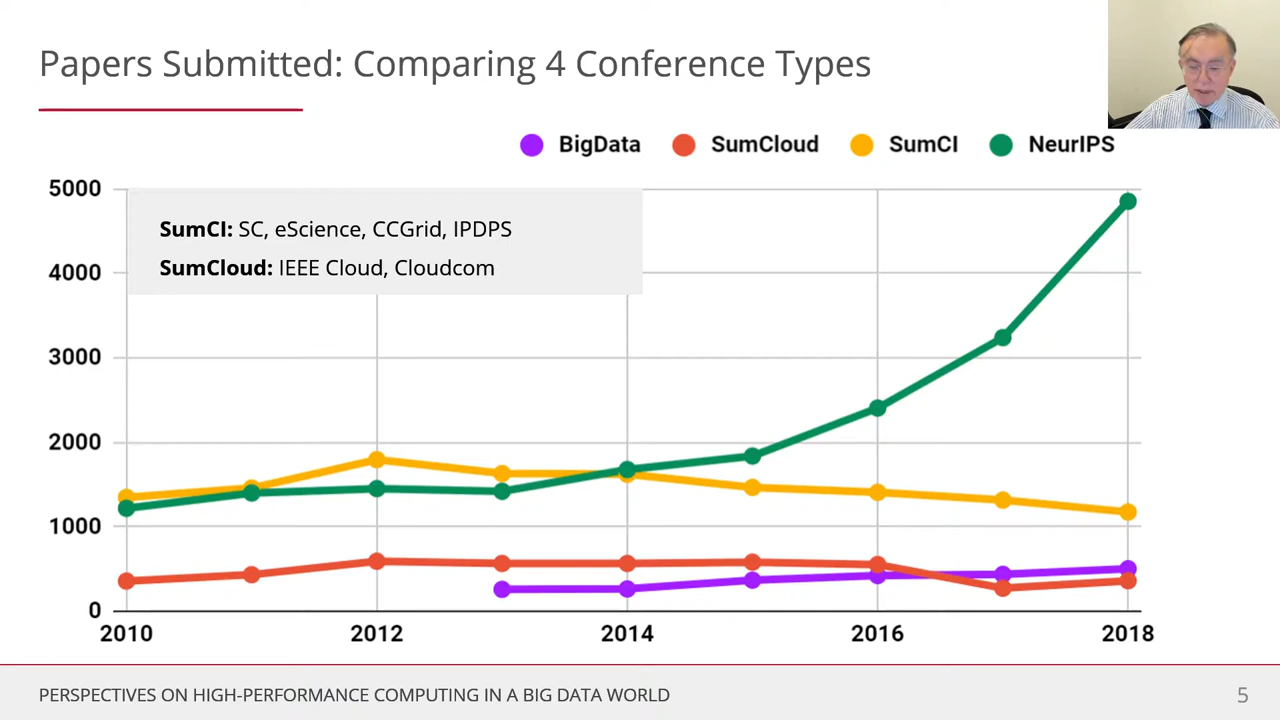 Papers Submitted: Comparing 4 Conference Types
BigData SumCloud SumCI NeurIPS
5000
SumCI: SC, eScience, CCGrid, IPDPS
SumCloud: IEEE Cloud, Cloudcom
4000
3000
2000
1000
0
2010 2012 2014 2016 2018
PERSPECTIVES ON HIGH-PERFORMANCE COMPUTING IN A BIG DATA WORLD 5